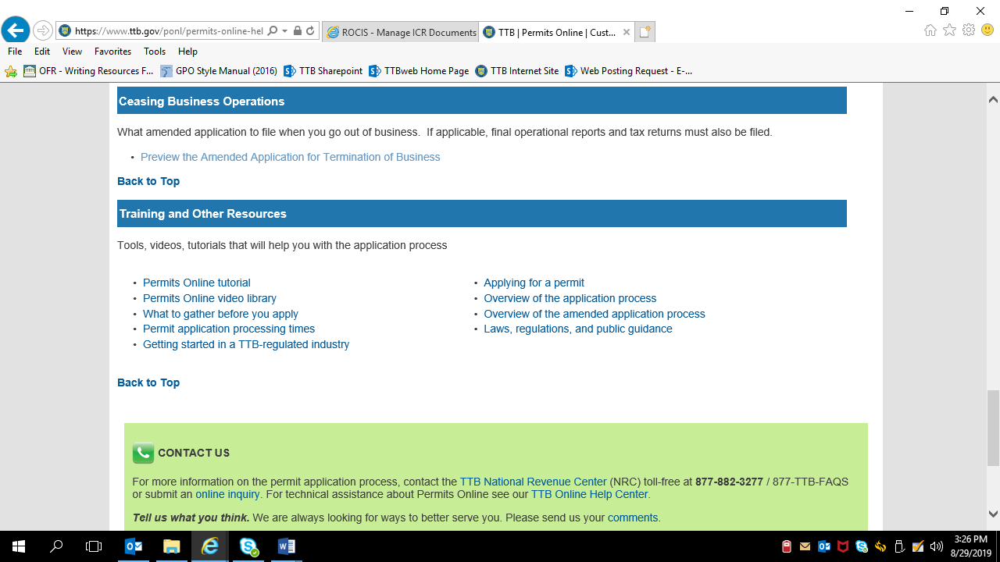 https://www.ttb.gov/ponl/permits-online-hel
ROCIS - Manage ICR Documents
TTB | Permits Online | Cust...
File Edit View Favorites Tools Help
OFR - Writing Resources F... GPO Style Manual (2016) TTB Sharepoint TTBweb Home Page TTB Internet Site Web Posting Request - E-...
Ceasing Business Operations
What amended application to file when you go out of business.  If applicable, final operational reports and tax returns must also be filed.
• Preview the Amended Application for Termination of Business
Back to Top
Training and Other Resources
Tools, videos, tutorials that will help you with the application process
• Permits Online tutorial
• Permits Online video library
• What to gather before you apply
• Permit application processing times
• Getting started in a TTB-regulated industry
• Applying for a permit
• Overview of the application process
• Overview of the amended application process
• Laws, regulations, and public guidance
Back to Top
CONTACT US
For more information on the permit application process, contact the TTB National Revenue Center (NRC) toll-free at 877-882-3277 / 877-TTB-FAQS
or submit an online inquiry. For technical assistance about Permits Online see our TTB Online Help Center.
Tell us what you think. We are always looking for ways to better serve you. Please send us your comments.
3:26 PM
8/29/2019